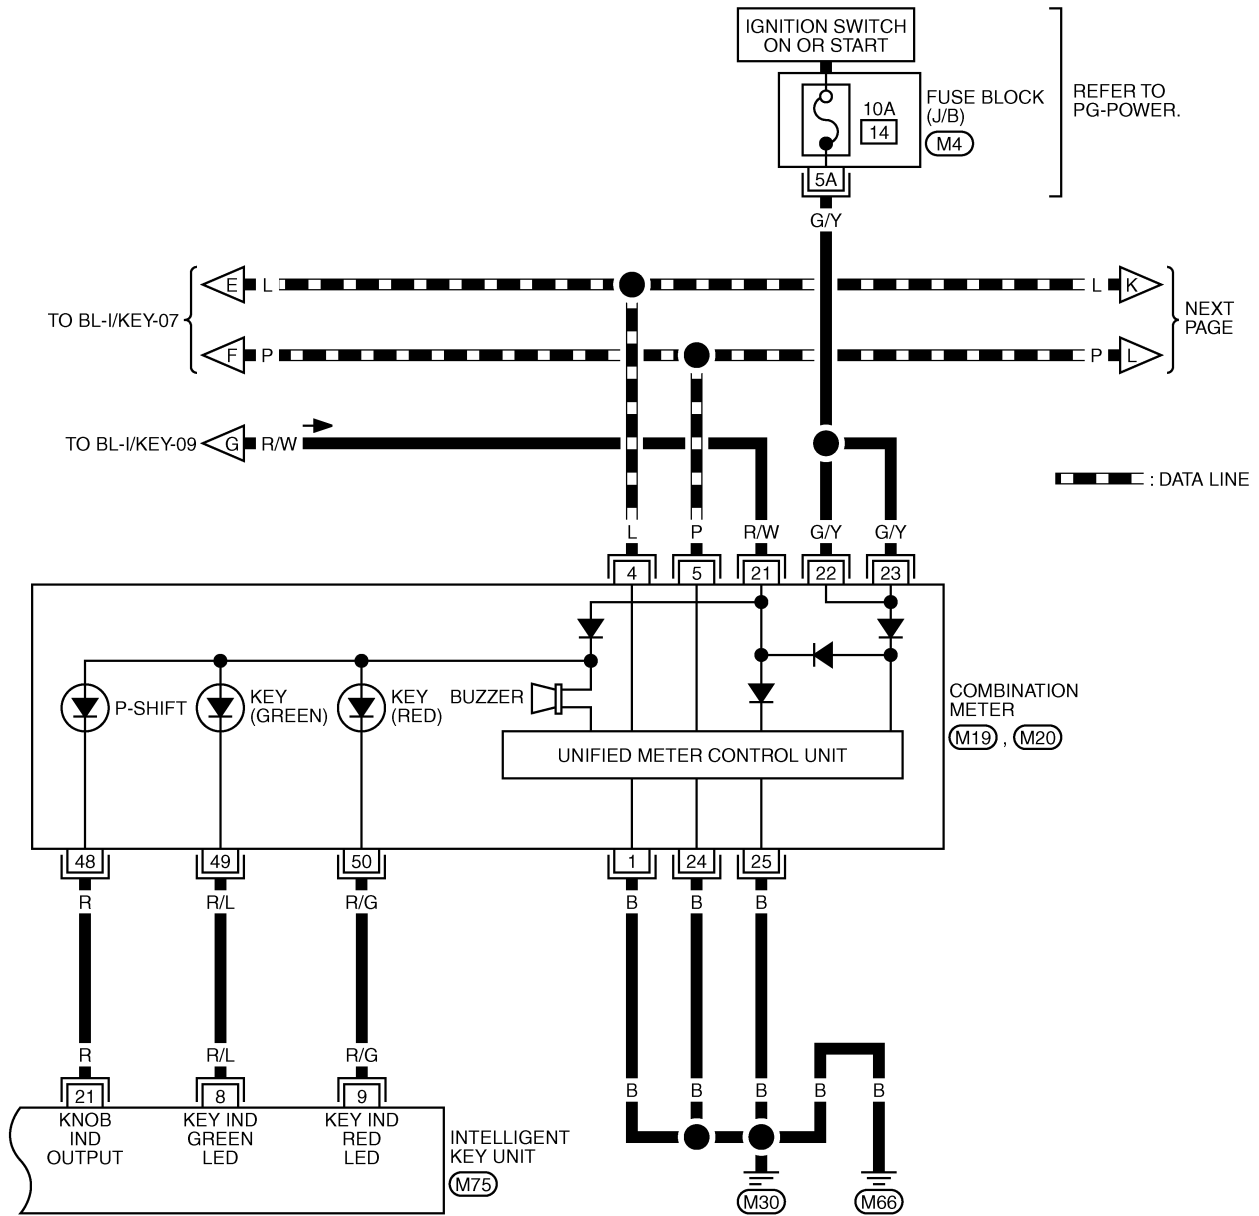 IGNITION SWITCH
ON OR START
FUSE BLOCK
(J/B)
M4
10A
14
5A
REFER TO
PG-POWER.
G/Y
TO BL-I/KEY-07
E L
L K
F P
P L
NEXT
PAGE
TO BL-I/KEY-09
G R/W
: DATA LINE
L P R/W G/Y G/Y
4 5 21 22 23
P-SHIFT
KEY
(GREEN)
KEY
(RED)
BUZZER
UNIFIED METER CONTROL UNIT
COMBINATION
METER
M19 , M20
48 49 50 1 24 25
R R/L R/G B B B
R R/L R/G
B B B B B
21 8 9
KNOB
IND
OUTPUT
KEY IND
GREEN
LED
KEY IND
RED
LED
INTELLIGENT
KEY UNIT
M75
M30
M66